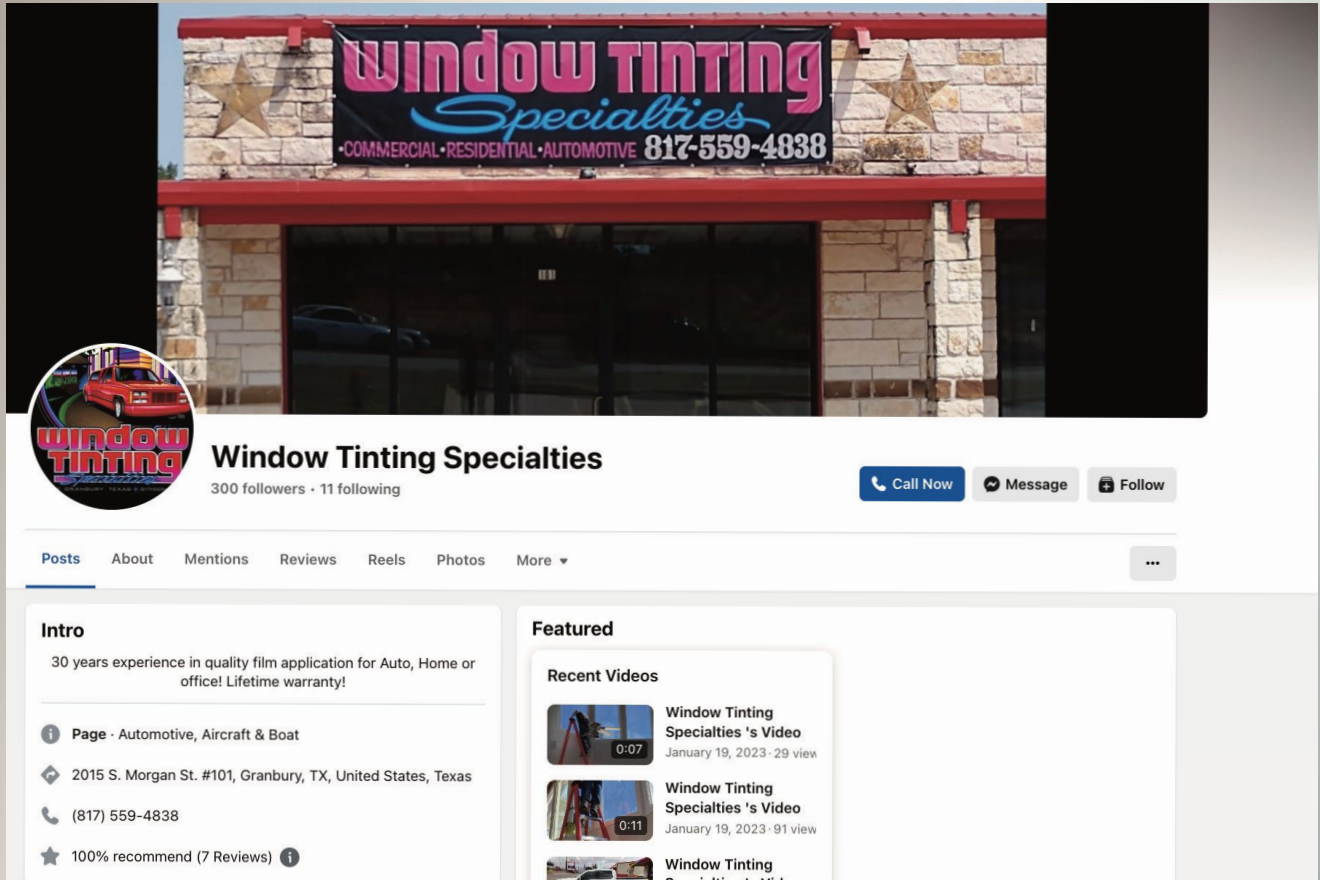 WINDOW TINTING
Specialties
•COMMERCIAL•RESIDENTIAL•AUTOMOTIVE 817-559-4838
WINDOW
TINTING
Specialties
Window Tinting Specialties
300 followers • 11 following
Call Now
Message
Follow
Posts
About
Mentions
Reviews
Reels
Photos
More
Intro
30 years experience in quality film application for Auto, Home or
office! Lifetime warranty!
Page · Automotive, Aircraft & Boat
2015 S. Morgan St. #101, Granbury, TX, United States, Texas
(817) 559-4838
100% recommend (7 Reviews)
Featured
Recent Videos
0:07
Window Tinting
Specialties 's Video
January 19, 2023 · 29 view
0:11
Window Tinting
Specialties 's Video
January 19, 2023 · 91 view
Window Tinting